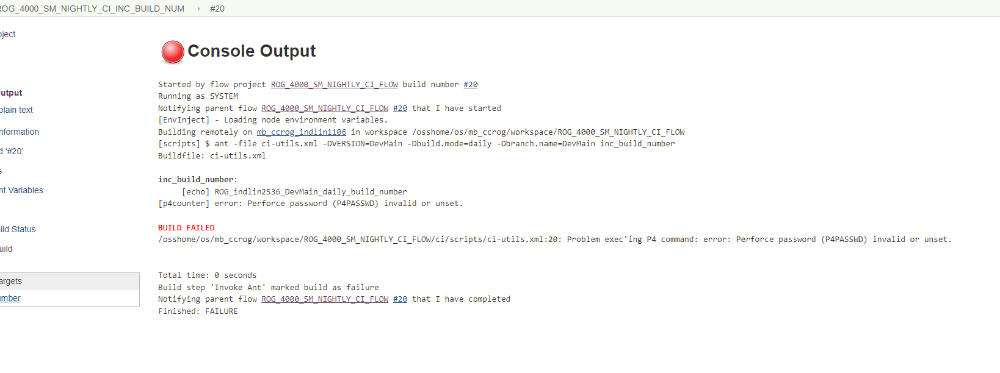 ROG_4000_SM_NIGHTLY_CI_INC_BUILD_NUM #20
Console Output
Started by flow project ROG_4000_SM_NIGHTLY_CI_FLOW build number #20
Running as SYSTEM
Notifying parent flow ROG_4000_SM_NIGHTLY_CI_FLOW #20 that I have started
[EnvInject] - Loading node environment variables.
Building remotely on mb_ccrog_indlin1106 in workspace /osshome/os/mb_ccrog/workspace/ROG_4000_SM_NIGHTLY_CI_FLOW
[scripts] $ ant -file ci-utils.xml -DVERSION=DevMain -Dbuild.mode=daily -Dbranch.name=DevMain inc_build_number
Buildfile: ci-utils.xml
inc_build_number:
[echo] ROG_indlin2536_DevMain_daily_build_number
[p4counter] error: Perforce password (P4PASSWD) invalid or unset.
BUILD FAILED
/osshome/os/mb_ccrog/workspace/ROG_4000_SM_NIGHTLY_CI_FLOW/ci/scripts/ci-utils.xml:20: Problem exec'ing P4 command: error: Perforce password (P4PASSWD) invalid or unset.
Total time: 0 seconds
Build step 'Invoke Ant' marked build as failure
Notifying parent flow ROG_4000_SM_NIGHTLY_CI_FLOW #20 that I have completed
Finished: FAILURE
oject
utput
plain text
nformation
d '#20'
s
nt Variables
ild Status
uild
argets
umber